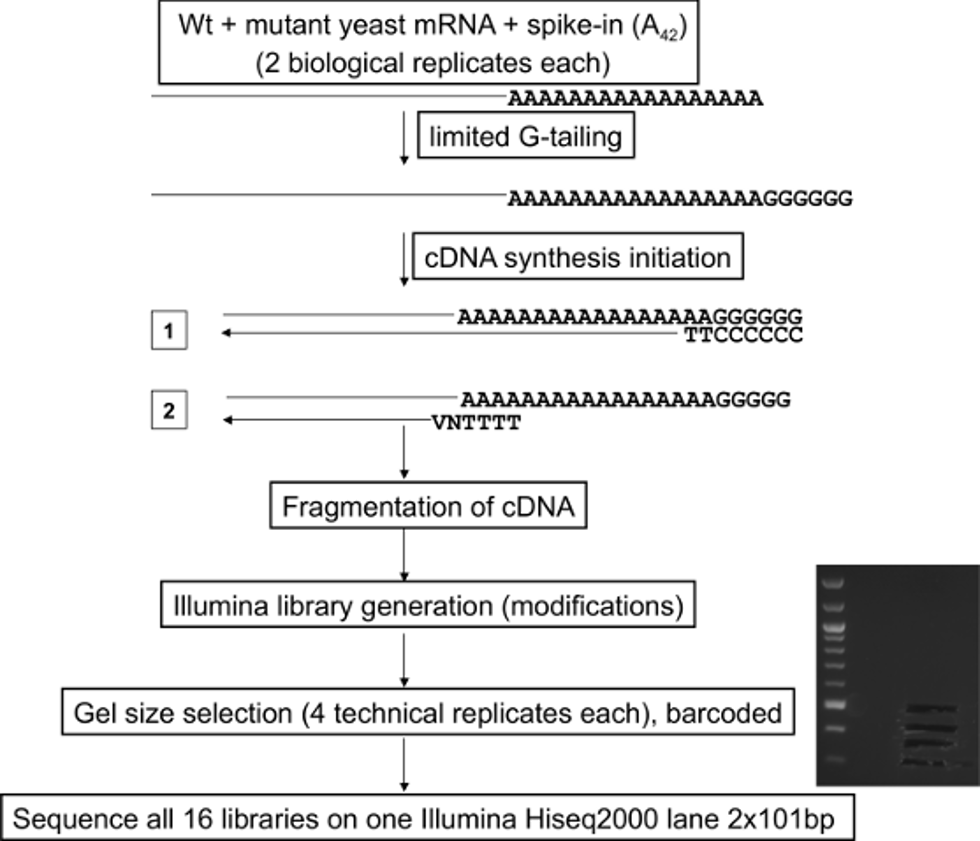 Wt + mutant yeast mRNA + spike-in (A42)
(2 biological replicates each)
AAAAAAAAAAAAAAAAA
limited G-tailing
AAAAAAAAAAAAAAAAAGGGGGG
cDNA synthesis initiation
1
AAAAAAAAAAAAAAAAAGGGGGG
TTCCCCCC
2
AAAAAAAAAAAAAAAAAGGGGG
VNTTTT
Fragmentation of cDNA
Illumina library generation (modifications)
Gel size selection (4 technical replicates each), barcoded
Sequence all 16 libraries on one Illumina Hiseq2000 lane 2x101bp